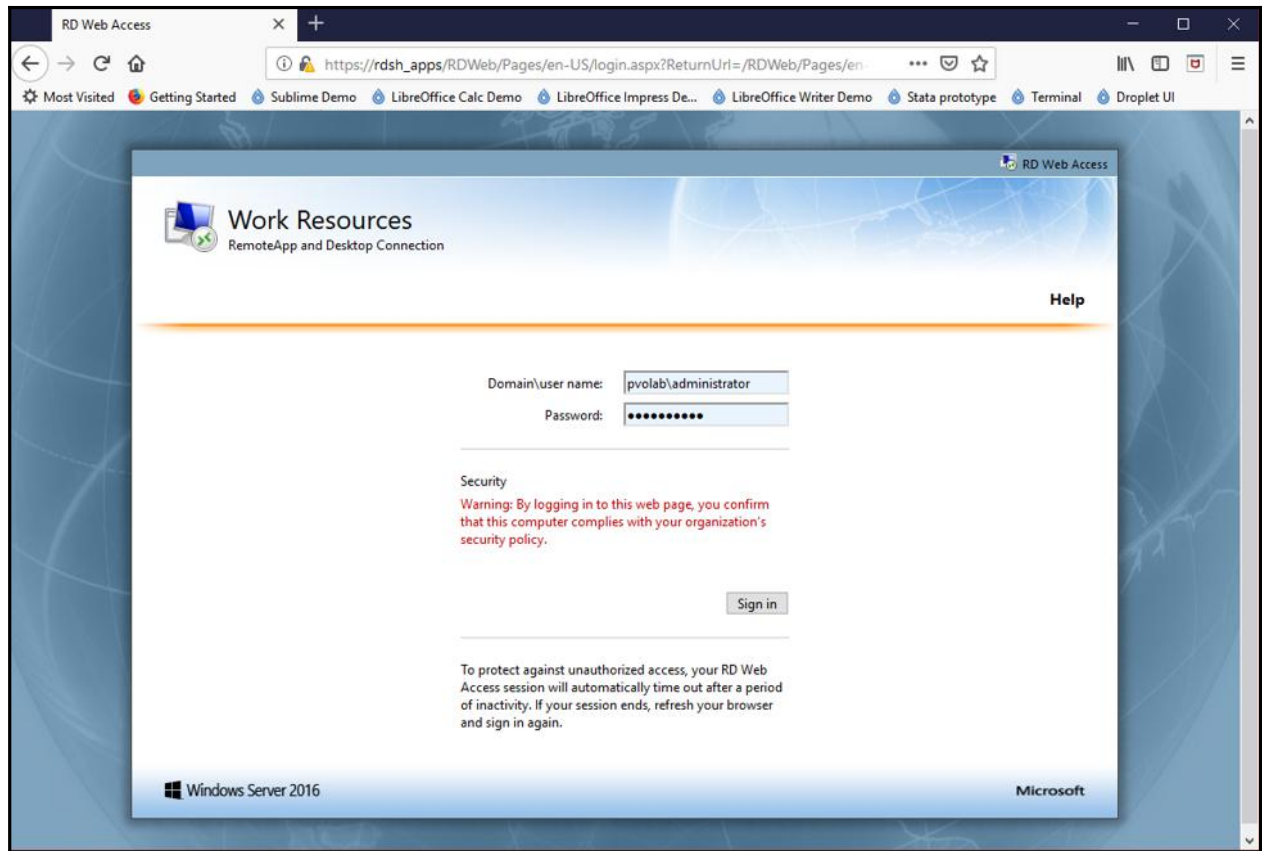 RD Web Access
https://rdsh_apps/RDWeb/Pages/en-US/login.aspx?ReturnUrl=/RDWeb/Pages/en-
Most Visited Getting Started Sublime Demo LibreOffice Calc Demo LibreOffice Impress De... LibreOffice Writer Demo Stata prototype Terminal Droplet UI
RD Web Access
Work Resources
RemoteApp and Desktop Connection
Help
Domain\user name: pvolab\administrator
Password: ••••••••••
Security
Warning: By logging in to this web page, you confirm
that this computer complies with your organization's
security policy.
Sign in
To protect against unauthorized access, your RD Web
Access session will automatically time out after a period
of inactivity. If your session ends, refresh your browser
and sign in again.
Windows Server 2016
Microsoft